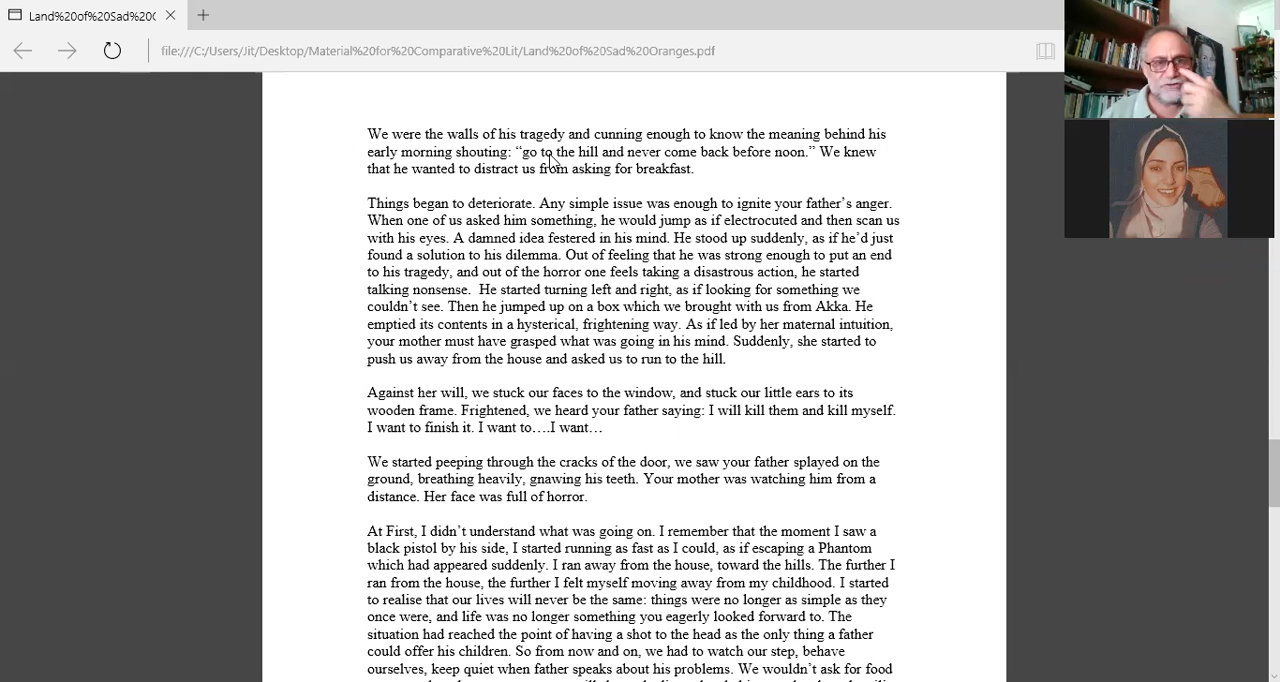 Land%20of%20Sad%20O
file:///C:/Users/Jit/Desktop/Material%20for%20Comparative%20Lit/Land%20of%20Sad%20Oranges.pdf
We were the walls of his tragedy and cunning enough to know the meaning behind his
early morning shouting: “go to the hill and never come back before noon.” We knew
that he wanted to distract us from asking for breakfast.
Things began to deteriorate. Any simple issue was enough to ignite your father’s anger.
When one of us asked him something, he would jump as if electrocuted and then scan us
with his eyes. A damned idea festered in his mind. He stood up suddenly, as if he’d just
found a solution to his dilemma. Out of feeling that he was strong enough to put an end
to his tragedy, and out of the horror one feels taking a disastrous action, he started
talking nonsense.  He started turning left and right, as if looking for something we
couldn’t see. Then he jumped up on a box which we brought with us from Akka. He
emptied its contents in a hysterical, frightening way. As if led by her maternal intuition,
your mother must have grasped what was going in his mind. Suddenly, she started to
push us away from the house and asked us to run to the hill.
Against her will, we stuck our faces to the window, and stuck our little ears to its
wooden frame. Frightened, we heard your father saying: I will kill them and kill myself.
I want to finish it. I want to….I want…
We started peeping through the cracks of the door, we saw your father splayed on the
ground, breathing heavily, gnawing his teeth. Your mother was watching him from a
distance. Her face was full of horror.
At First, I didn’t understand what was going on. I remember that the moment I saw a
black pistol by his side, I started running as fast as I could, as if escaping a Phantom
which had appeared suddenly. I ran away from the house, toward the hills. The further I
ran from the house, the further I felt myself moving away from my childhood. I started
to realise that our lives will never be the same: things were no longer as simple as they
once were, and life was no longer something you eagerly looked forward to. The
situation had reached the point of having a shot to the head as the only thing a father
could offer his children. So from now and on, we had to watch our step, behave
ourselves, keep quiet when father speaks about his problems. We wouldn’t ask for food